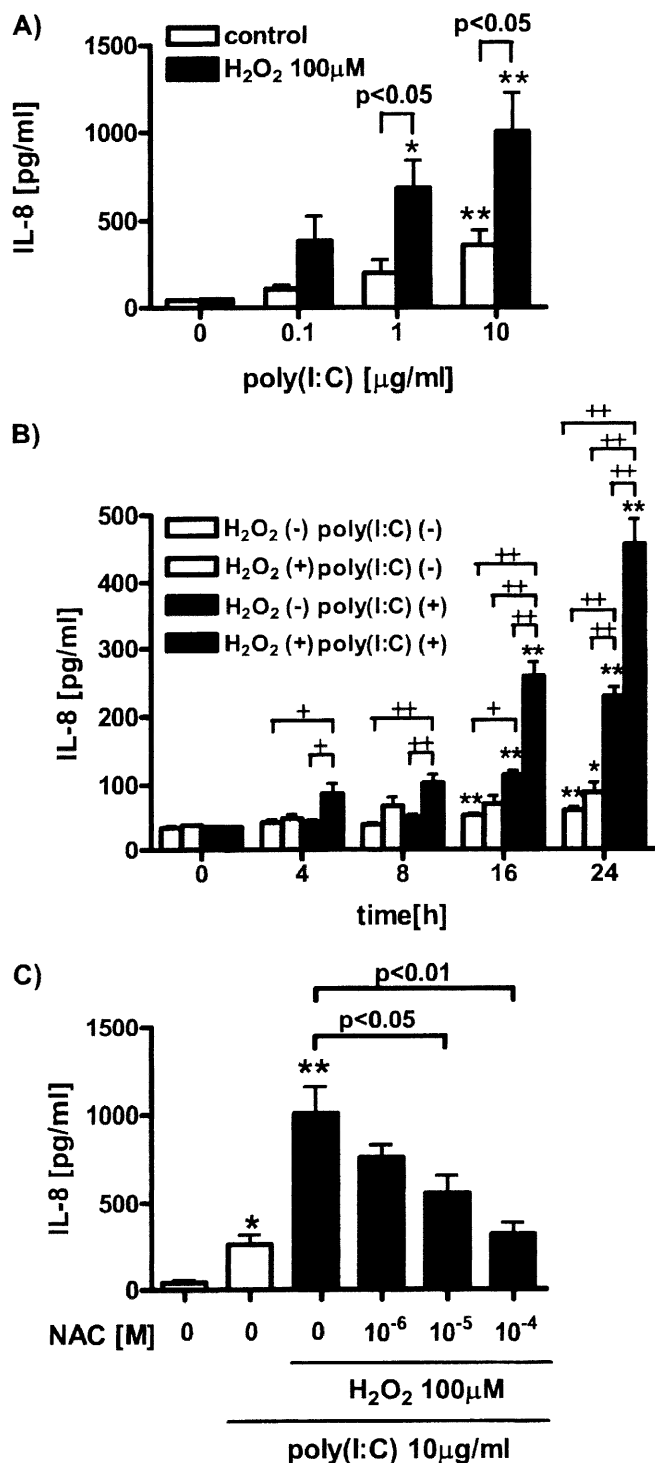 A)
1500
1000
500
0
IL-8 [pg/ml]
control
H₂O₂ 100μM
p<0.05
p<0.05
*
**
**
0 0.1 1 10
poly(I:C) [μg/ml]
B)
500
400
300
200
100
0
IL-8 [pg/ml]
H₂O₂ (-) poly(I:C) (-)
H₂O₂ (+) poly(I:C) (-)
H₂O₂ (-) poly(I:C) (+)
H₂O₂ (+) poly(I:C) (+)
+
+
++
++
++
++
++
+
** ** **
++
++
++
++
++
** * ** **
0 4 8 16 24
time[h]
C)
1500
1000
500
0
IL-8 [pg/ml]
p<0.01
p<0.05
**
*
NAC [M] 0 0 0 10⁻⁶ 10⁻⁵ 10⁻⁴
H₂O₂ 100μM
poly(I:C) 10μg/ml